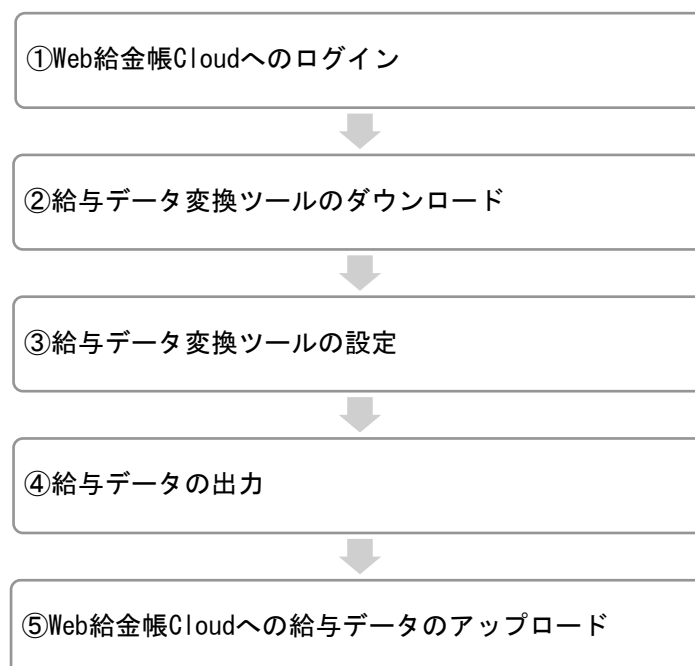 ①Web給金帳Cloudへのログイン
②給与データ変換ツールのダウンロード
③給与データ変換ツールの設定
④給与データの出力
⑤Web給金帳Cloudへの給与データのアップロード